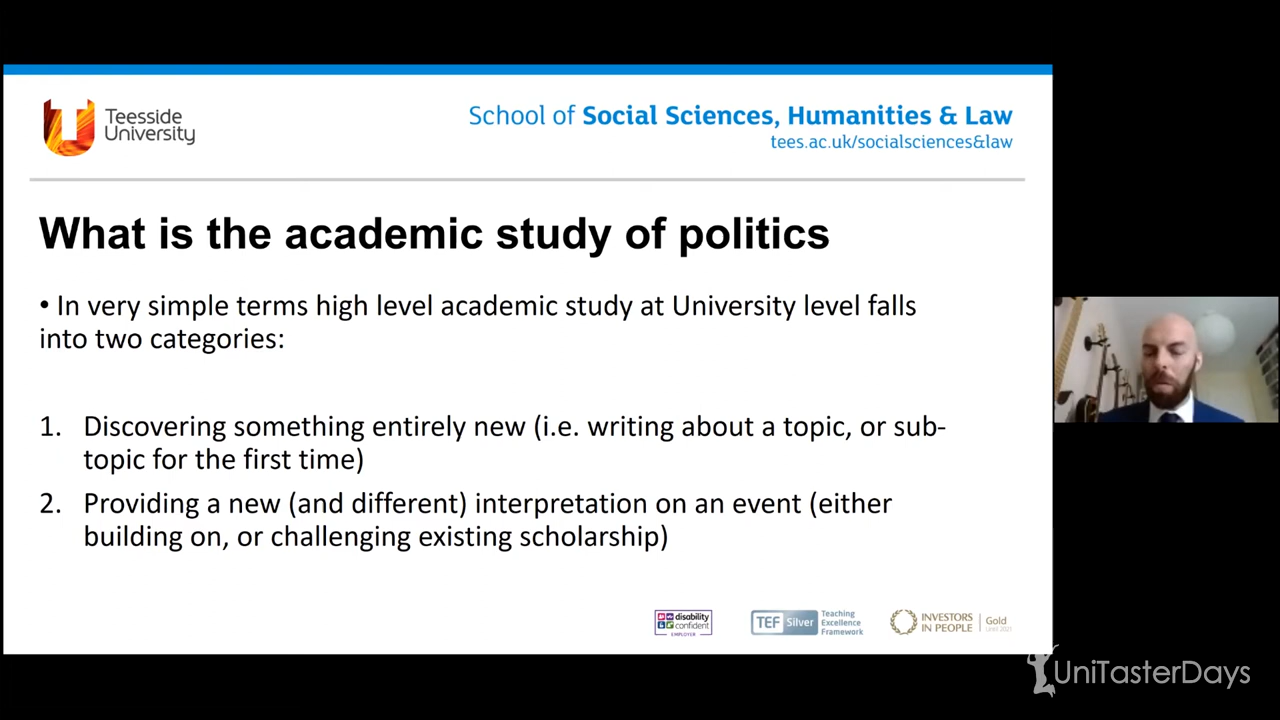 Teesside
University
School of Social Sciences, Humanities & Law
tees.ac.uk/socialsciences&law
What is the academic study of politics
• In very simple terms high level academic study at University level falls
into two categories:
1. Discovering something entirely new (i.e. writing about a topic, or sub-
topic for the first time)
2. Providing a new (and different) interpretation on an event (either
building on, or challenging existing scholarship)
disability
confident
EMPLOYER
TEF Silver
Teaching
Excellence
Framework
INVESTORS
IN PEOPLE
Gold
UniTasterDays